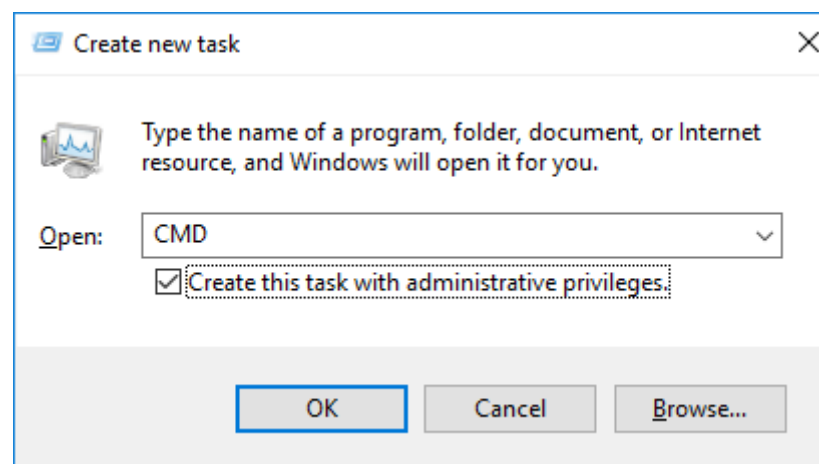 Create new task
Type the name of a program, folder, document, or Internet
resource, and Windows will open it for you.
Open: CMD
Create this task with administrative privileges.
OK Cancel Browse...